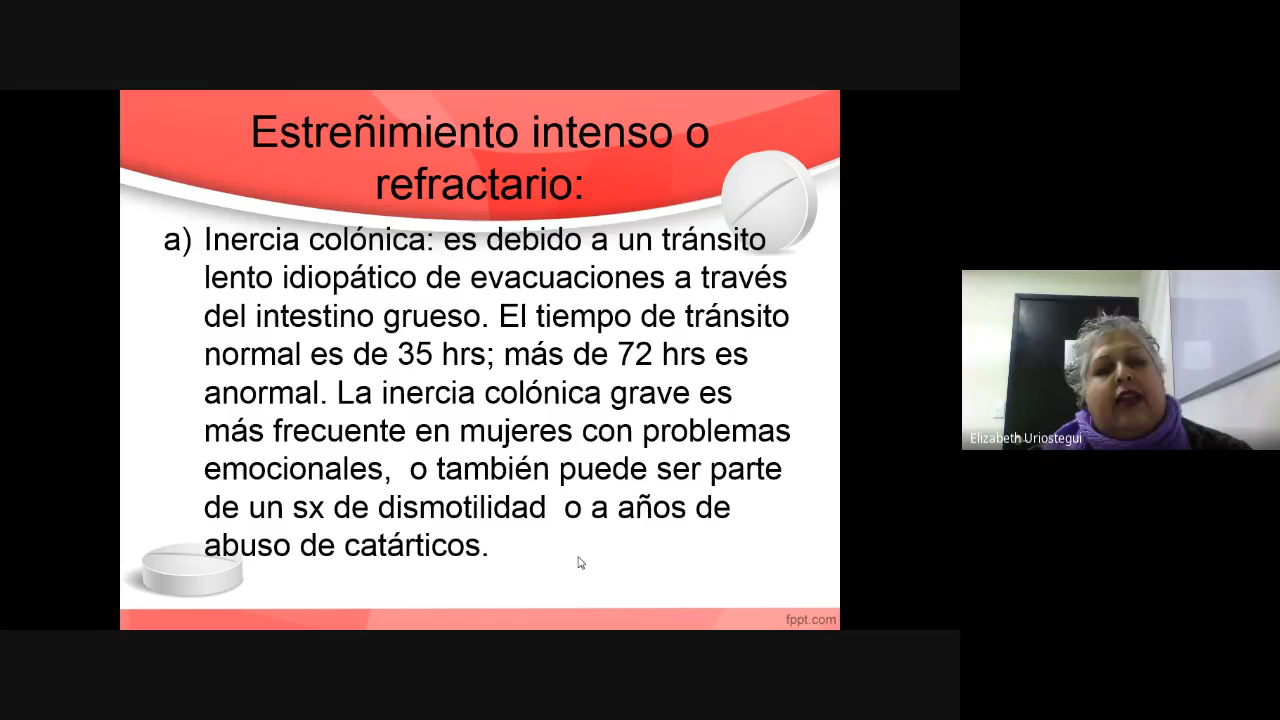 Estreñimiento intenso o
refractario:
a) Inercia colónica: es debido a un tránsito
lento idiopático de evacuaciones a través
del intestino grueso. El tiempo de tránsito
normal es de 35 hrs; más de 72 hrs es
anormal. La inercia colónica grave es
más frecuente en mujeres con problemas
emocionales,  o también puede ser parte
de un sx de dismotilidad  o a años de
abuso de catárticos.
fppt.com
Elizabeth Uriostegui